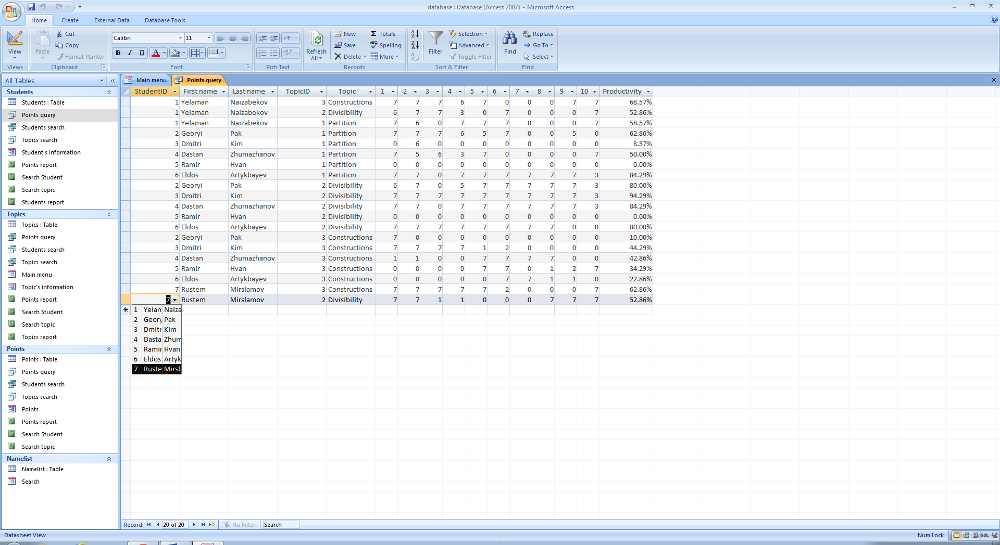 database : Database (Access 2007) - Microsoft Access
Home Create External Data Database Tools
View
Views
Paste
Cut
Copy
Format Painter
Clipboard
Calibri 11
B I U A
Font
Rich Text
Refresh All
New
Save
Delete
Totals
Spelling
More
Records
Filter
Selection
Advanced
Toggle Filter
Sort & Filter
Find
Replace
Go To
Select
Find
All Tables
Students
Students : Table
Points query
Students search
Topics search
Student's information
Points report
Search Student
Search topic
Students report
Topics
Topics : Table
Points query
Students search
Topics search
Main menu
Topic's information
Points report
Search Student
Search topic
Topics report
Points
Points : Table
Points query
Students search
Topics search
Points
Points report
Search Student
Search topic
Namelist
Namelist : Table
Search
Main menu Points query
StudentID First name Last name TopicID Topic 1 2 3 4 5 6 7 8 9 10 Productivity
1 Yelaman Naizabekov 3 Constructions 7 7 7 6 7 0 0 0 7 7 68.57%
1 Yelaman Naizabekov 2 Divisibility 6 7 7 3 0 7 0 0 0 7 52.86%
1 Yelaman Naizabekov 1 Partition 7 6 0 7 7 7 0 0 0 7 58.57%
2 Georyi Pak 1 Partition 7 7 7 6 5 7 0 0 5 0 62.86%
3 Dmitri Kim 1 Partition 0 6 0 0 0 0 0 0 0 0 8.57%
4 Dastan Zhumazhanov 1 Partition 7 5 6 3 7 0 0 0 0 7 50.00%
5 Ramir Hvan 1 Partition 0 0 0 0 0 0 0 0 0 0 0.00%
6 Eldos Artykbayev 1 Partition 7 7 0 7 7 7 7 7 7 3 84.29%
2 Georyi Pak 2 Divisibility 6 7 0 5 7 7 7 7 7 3 80.00%
3 Dmitri Kim 2 Divisibility 7 7 7 7 7 7 7 7 7 3 94.29%
4 Dastan Zhumazhanov 2 Divisibility 7 7 0 7 7 7 7 7 7 3 84.29%
5 Ramir Hvan 2 Divisibility 0 0 0 0 0 0 0 0 0 0 0.00%
6 Eldos Artykbayev 2 Divisibility 7 7 7 7 7 7 7 7 0 0 80.00%
2 Georyi Pak 3 Constructions 7 0 0 0 0 0 0 0 0 0 10.00%
3 Dmitri Kim 3 Constructions 7 7 7 7 1 2 0 0 0 0 44.29%
4 Dastan Zhumazhanov 3 Constructions 1 1 0 0 7 7 7 7 0 0 42.86%
5 Ramir Hvan 3 Constructions 0 0 0 0 7 7 0 1 2 7 34.29%
6 Eldos Artykbayev 3 Constructions 0 0 0 0 0 7 7 1 1 0 22.86%
7 Rustem Mirslamov 3 Constructions 7 7 7 7 7 2 0 0 0 7 62.86%
7 Rustem Mirslamov 2 Divisibility 7 7 1 1 0 0 0 7 7 7 52.86%
1 Yelam Naiza
2 Geory Pak
3 Dmitr Kim
4 Dasta Zhum
5 Ramir Hvan
6 Eldos Artyk
7 Ruste Mirsla
Record: 20 of 20 No Filter Search
Datasheet View Num Lock SQL